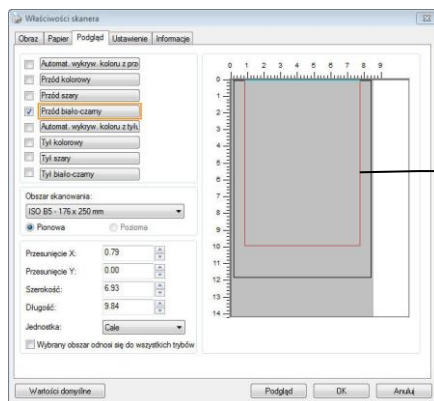 Właściwości skanera
Obraz Papier Podgląd Ustawienie Informacje
Automat. wykryw. koloru z prze
Przód kolorowy
Przód szary
Przód biało-czarny
Automat. wykryw. koloru z tyłu
Tył kolorowy
Tył szary
Tył biało-czarny
Obszar skanowania:
ISO B5 - 176 x 250 mm
Pionowa Pozioma
Przesunięcie X: 0.79
Przesunięcie Y: 0.00
Szerokość: 6.93
Długość: 9.84
Jednostka: Cale
Wybrany obszar odnosi się do wszystkich trybów
0 1 2 3 4 5 6 7 8 9
0
1
2
3
4
5
6
7
8
9
10
11
12
13
14
Wartości domyślne Podgląd OK Anuluj